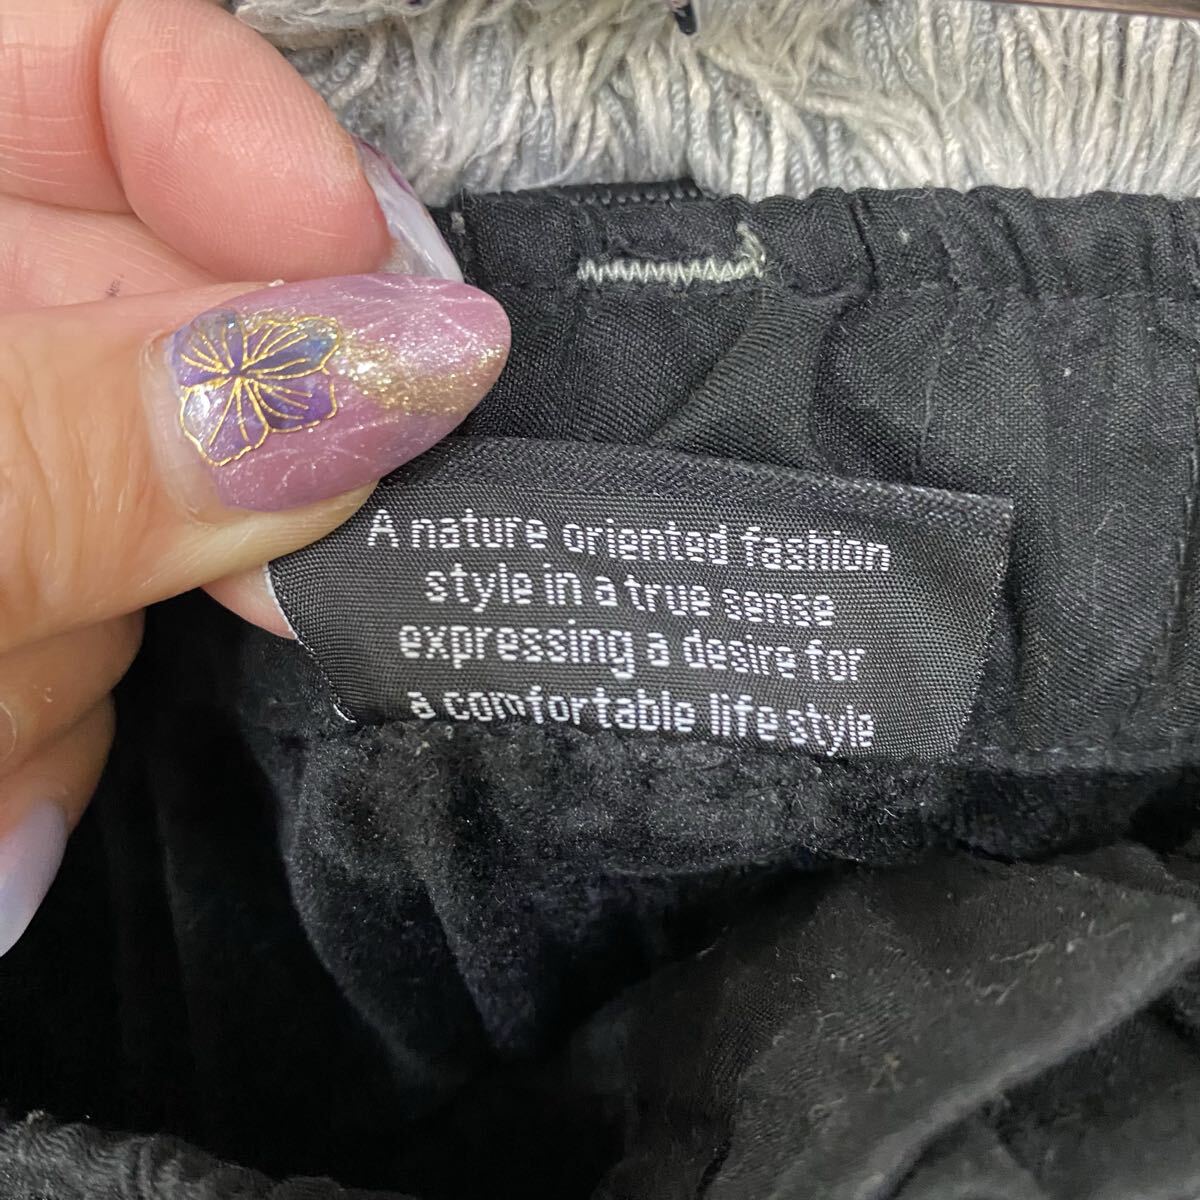 A nature oriented fashion
style in a true sense
expressing a desire for
a comfortable life style